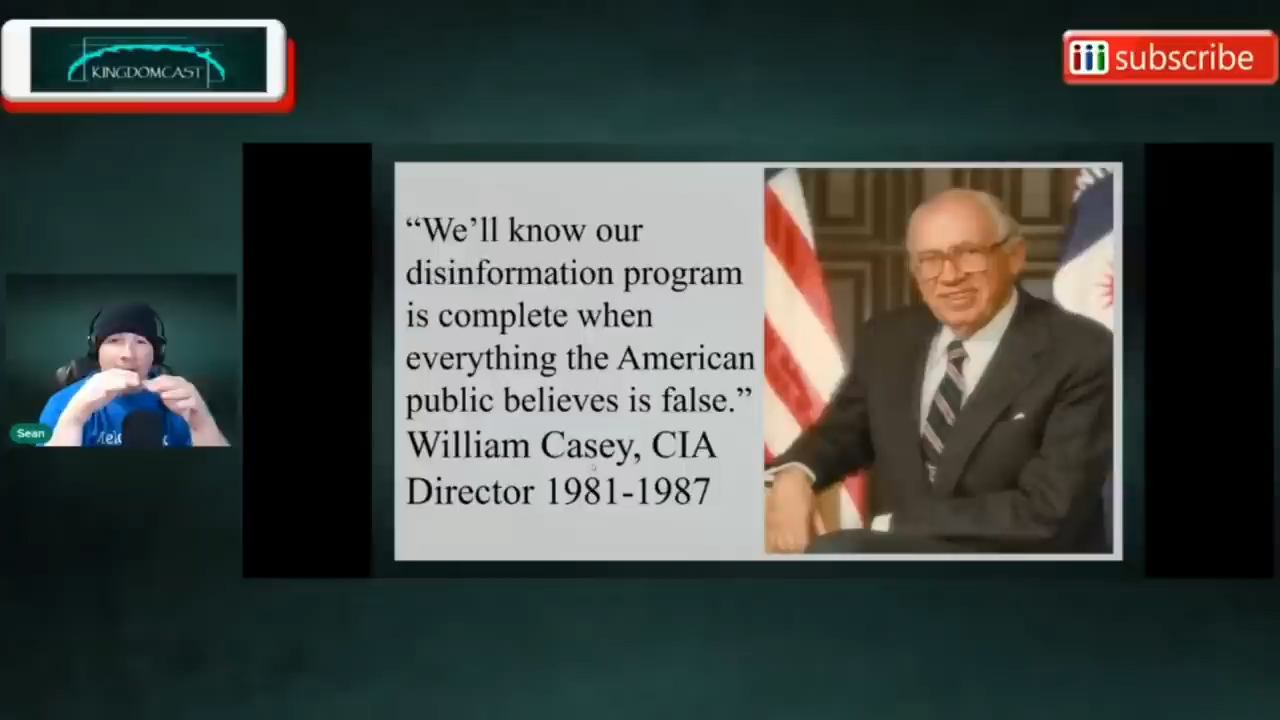 KINGDOMCAST
subscribe
“We’ll know our
disinformation program
is complete when
everything the American
public believes is false.”
William Casey, CIA
Director 1981-1987
Sean